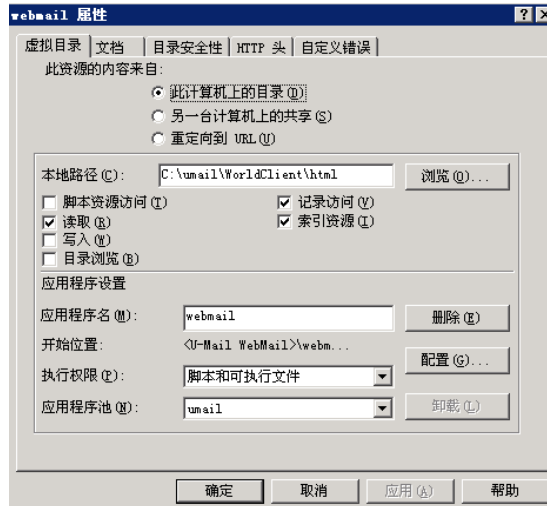 webmail 属性
虚拟目录 文档 目录安全性 HTTP 头 自定义错误
此资源的内容来自:
此计算机上的目录(D)
另一台计算机上的共享(S)
重定向到 URL(U)
本地路径(C): C:\umail\WorldClient\html 浏览(O)...
脚本资源访问(T) 记录访问(V)
读取(R) 索引资源(I)
写入(W)
目录浏览(B)
应用程序设置
应用程序名(M): webmail 删除(E)
开始位置: <U-Mail WebMail>\webm...
配置(G)...
执行权限(P): 脚本和可执行文件
应用程序池(N): umail 卸载(L)
确定 取消 应用(A) 帮助